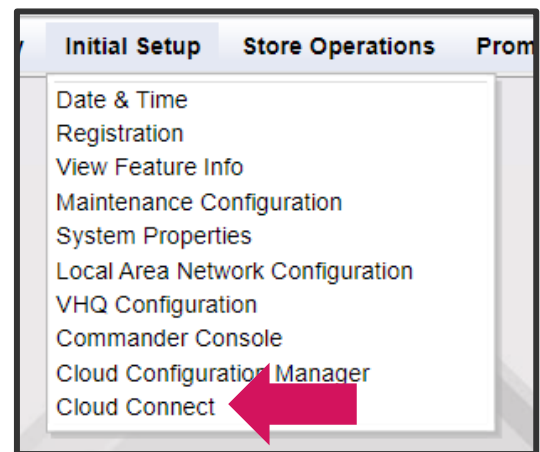 Initial Setup Store Operations Prom
Date & Time
Registration
View Feature Info
Maintenance Configuration
System Properties
Local Area Network Configuration
VHQ Configuration
Commander Console
Cloud Configuration Manager
Cloud Connect